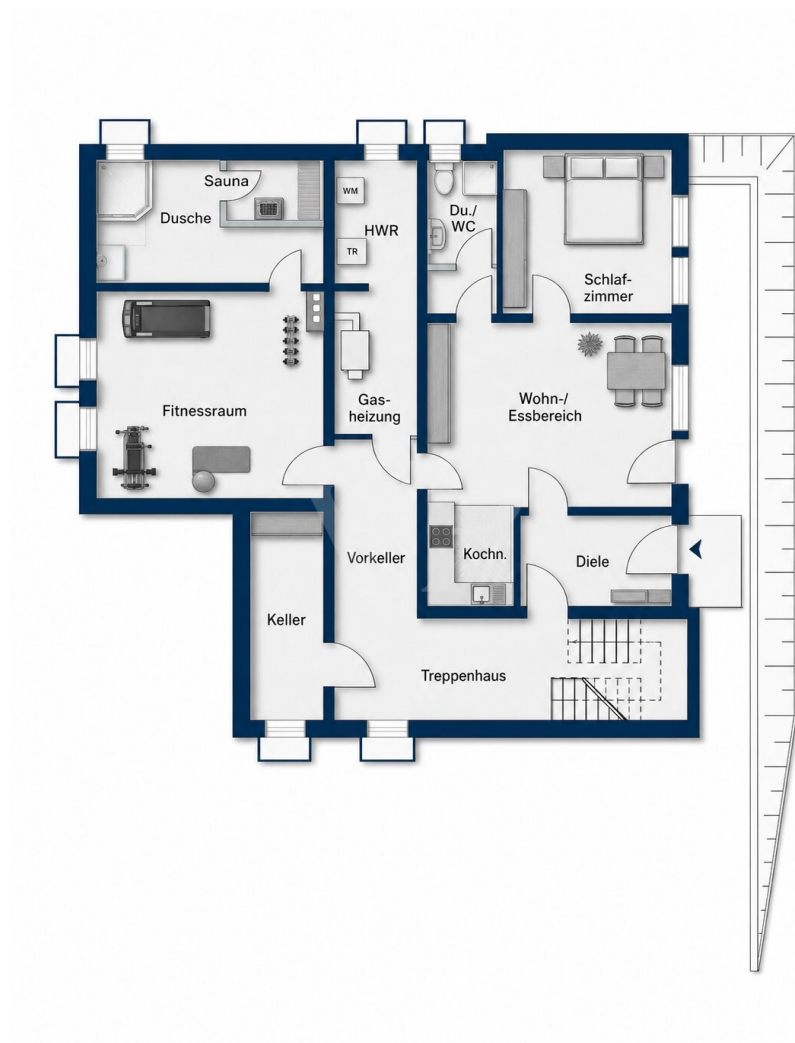 Sauna
Dusche
WM
TR
HWR
Du./
WC
Schlaf-
zimmer
Fitnessraum
Gas-
heizung
Wohn-/
Essbereich
Vorkeller
Kochn.
Diele
Keller
Treppenhaus